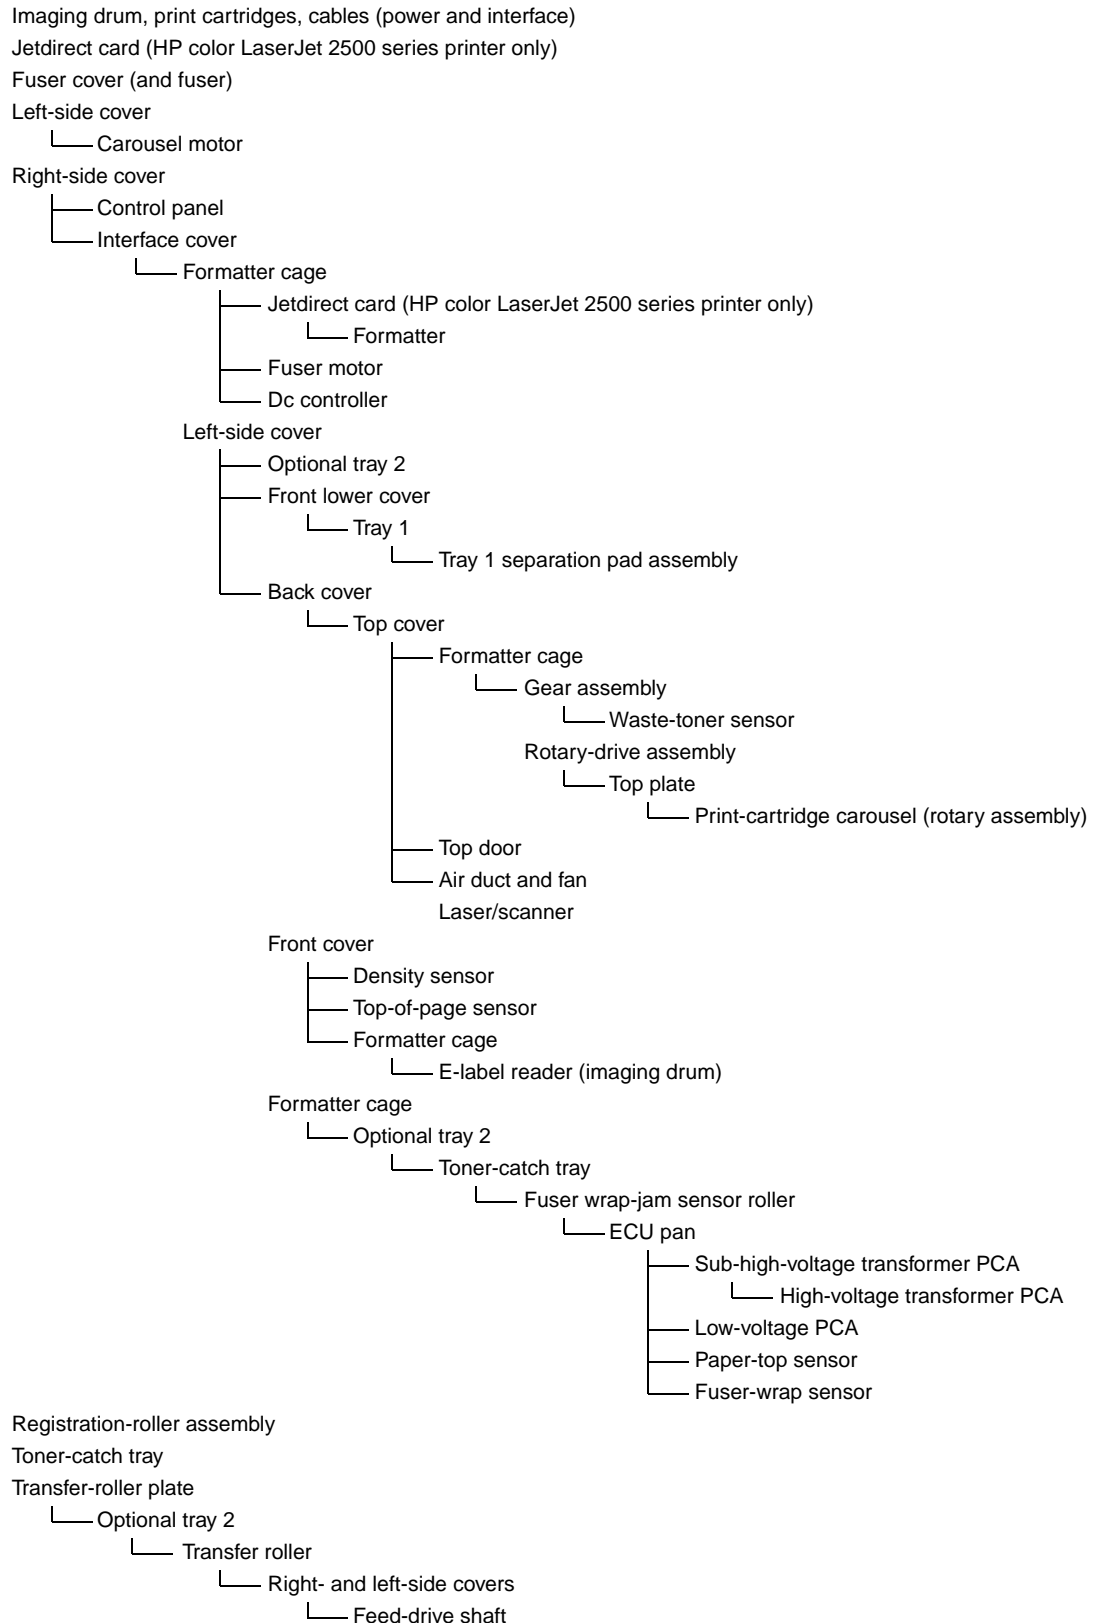 Imaging drum, print cartridges, cables (power and interface)
Jetdirect card (HP color LaserJet 2500 series printer only)
Fuser cover (and fuser)
Left-side cover
Carousel motor
Right-side cover
Control panel
Interface cover
Formatter cage
Jetdirect card (HP color LaserJet 2500 series printer only)
Formatter
Fuser motor
Dc controller
Left-side cover
Optional tray 2
Front lower cover
Tray 1
Tray 1 separation pad assembly
Back cover
Top cover
Formatter cage
Gear assembly
Waste-toner sensor
Rotary-drive assembly
Top plate
Print-cartridge carousel (rotary assembly)
Top door
Air duct and fan
Laser/scanner
Front cover
Density sensor
Top-of-page sensor
Formatter cage
E-label reader (imaging drum)
Formatter cage
Optional tray 2
Toner-catch tray
Fuser wrap-jam sensor roller
ECU pan
Sub-high-voltage transformer PCA
High-voltage transformer PCA
Low-voltage PCA
Paper-top sensor
Fuser-wrap sensor
Registration-roller assembly
Toner-catch tray
Transfer-roller plate
Optional tray 2
Transfer roller
Right- and left-side covers
Feed-drive shaft